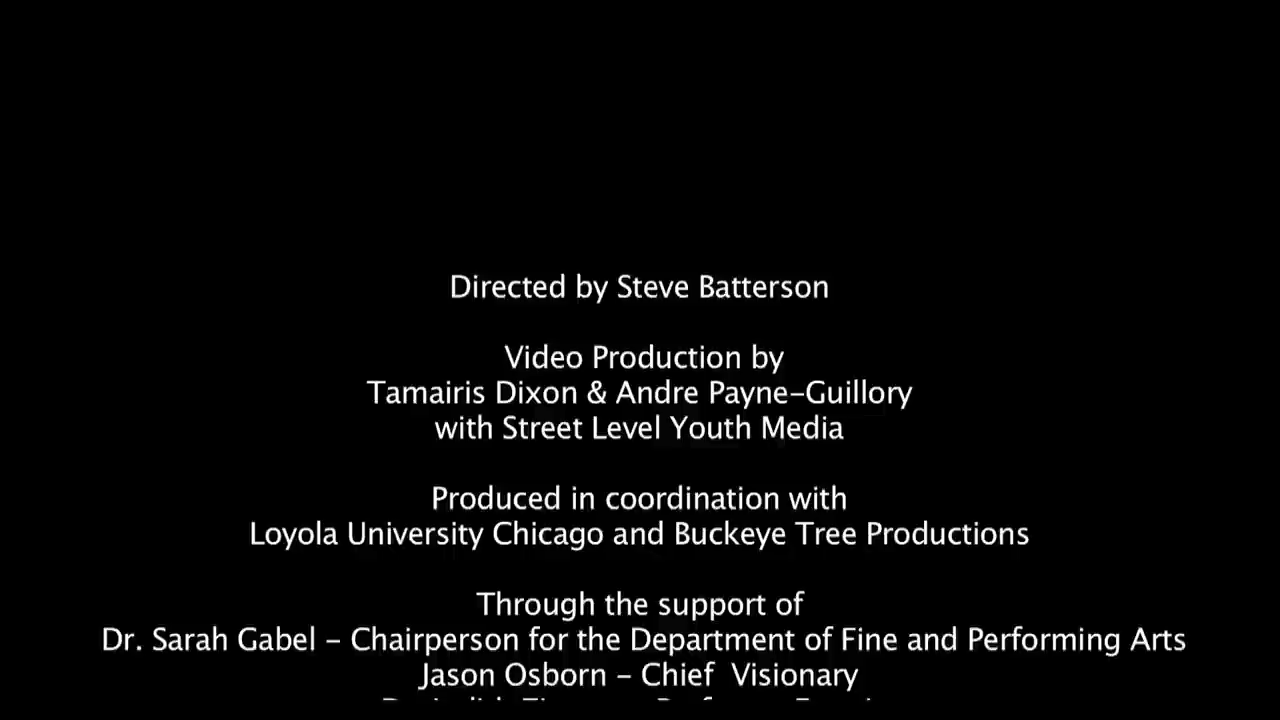 Directed by Steve Batterson
Video Production by
Tamairis Dixon & Andre Payne-Guillory
with Street Level Youth Media
Produced in coordination with
Loyola University Chicago and Buckeye Tree Productions
Through the support of
Dr. Sarah Gabel - Chairperson for the Department of Fine and Performing Arts
Jason Osborn - Chief  Visionary